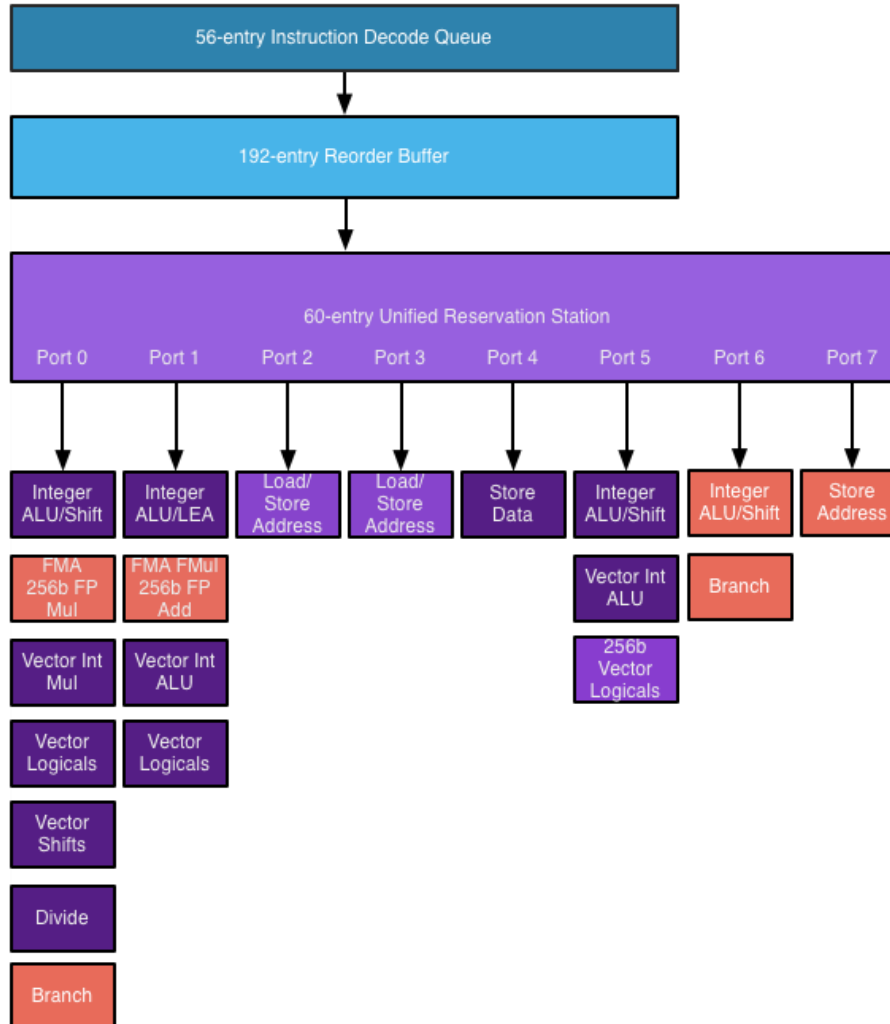 56-entry Instruction Decode Queue
192-entry Reorder Buffer
60-entry Unified Reservation Station
Port 0
Port 1
Port 2
Port 3
Port 4
Port 5
Port 6
Port 7
Integer
ALU/Shift
Integer
ALU/LEA
Load/
Store
Address
Load/
Store
Address
Store
Data
Integer
ALU/Shift
Integer
ALU/Shift
Store
Address
FMA
256b FP
Mul
FMA FMul
256b FP
Add
Vector Int
ALU
Branch
Vector Int
Mul
Vector Int
ALU
256b
Vector
Logicals
Vector
Logicals
Vector
Logicals
Vector
Shifts
Divide
Branch